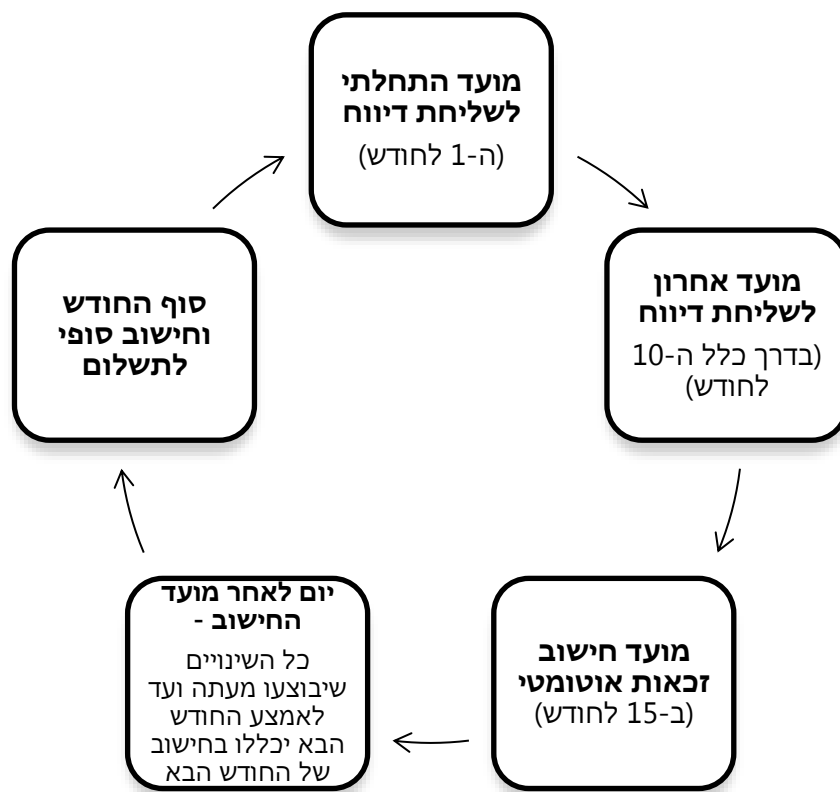 מועד התחלתי
לשליחת דיווח
(ה-1 לחודש)
מועד אחרון
לשליחת דיווח
(בדרך כלל ה-10
לחודש)
מועד חישוב
זכאות אוטומטי
(ב-15 לחודש)
יום לאחר מועד
החישוב -
כל השינויים
שיבוצעו מעתה ועד
לאמצע החודש
הבא יכללו בחישוב
של החודש הבא
סוף החודש
וחישוב סופי
לתשלום